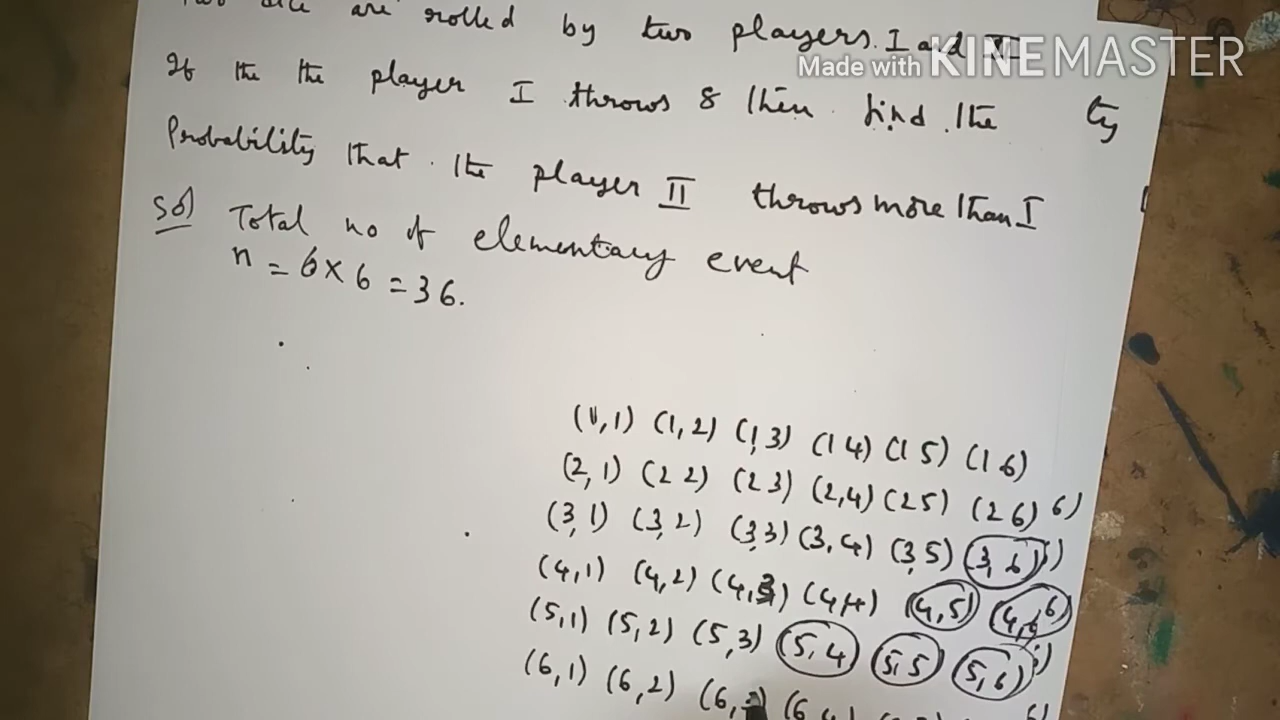 are rolled by two players. I and II
Made with KINEMASTER
If the the player I throws 8 then find the
Probability that the player II throws more than I
Sol Total no of elementary event
n = 6 × 6 = 36.
(1,1) (1,2) (1,3) (1 4) (1 5) (1 6)
(2,1) (2 2) (2 3) (2,4) (2 5) (2 6) 6)
(3,1) (3,2) (3,3) (3,4) (3,5) (3,6)
(4,1) (4,2) (4,3) (4,4) (4,5) (4,6)
(5,1) (5,2) (5,3) (5,4) (5,5) (5,6)
(6,1) (6,2) (6,